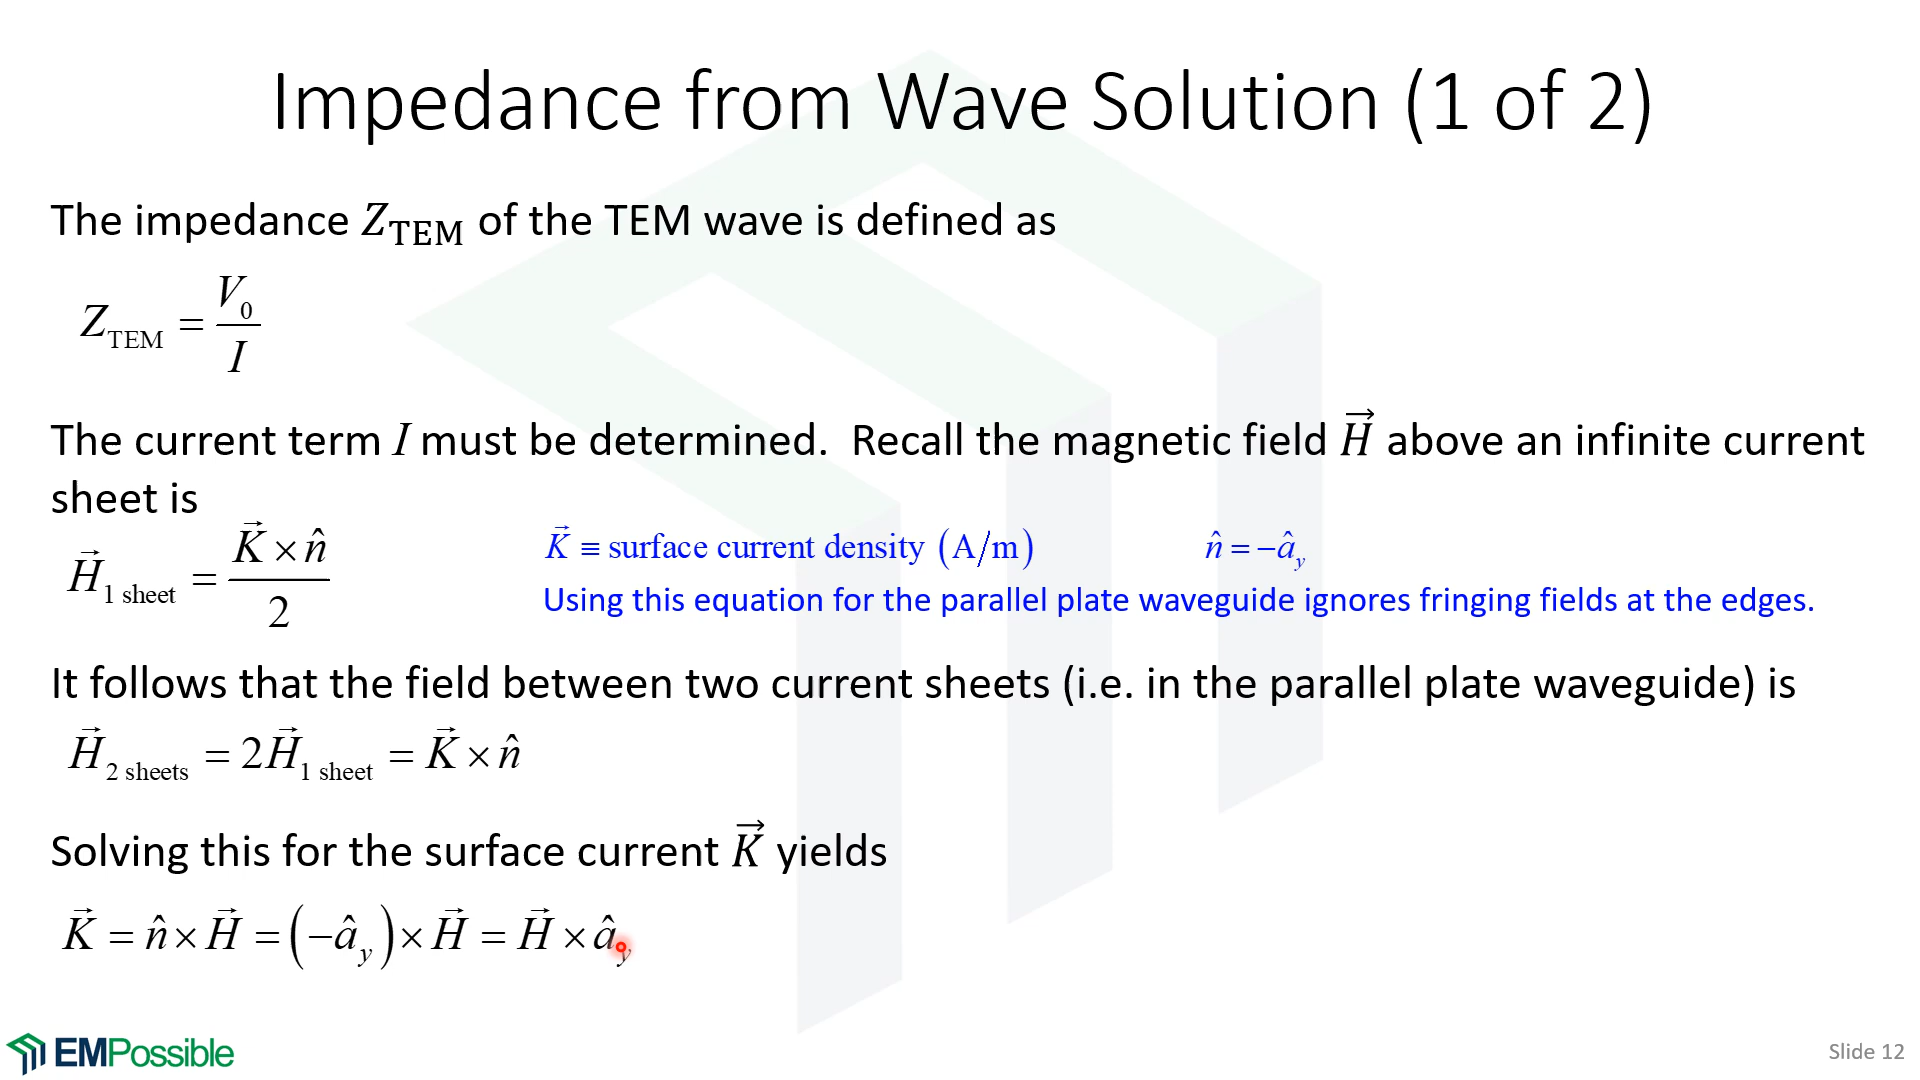 Impedance from Wave Solution (1 of 2)
The impedance Z_TEM of the TEM wave is defined as
Z_TEM = V_0 / I
The current term I must be determined.  Recall the magnetic field H⃗ above an infinite current
sheet is
H⃗_1 sheet = (K⃗ × n̂) / 2
K⃗ ≡ surface current density (A/m)
n̂ = −â_y
Using this equation for the parallel plate waveguide ignores fringing fields at the edges.
It follows that the field between two current sheets (i.e. in the parallel plate waveguide) is
H⃗_2 sheets = 2H⃗_1 sheet = K⃗ × n̂
Solving this for the surface current K⃗ yields
K⃗ = n̂ × H⃗ = (−â_y) × H⃗ = H⃗ × â_y
EMPossible
Slide 12